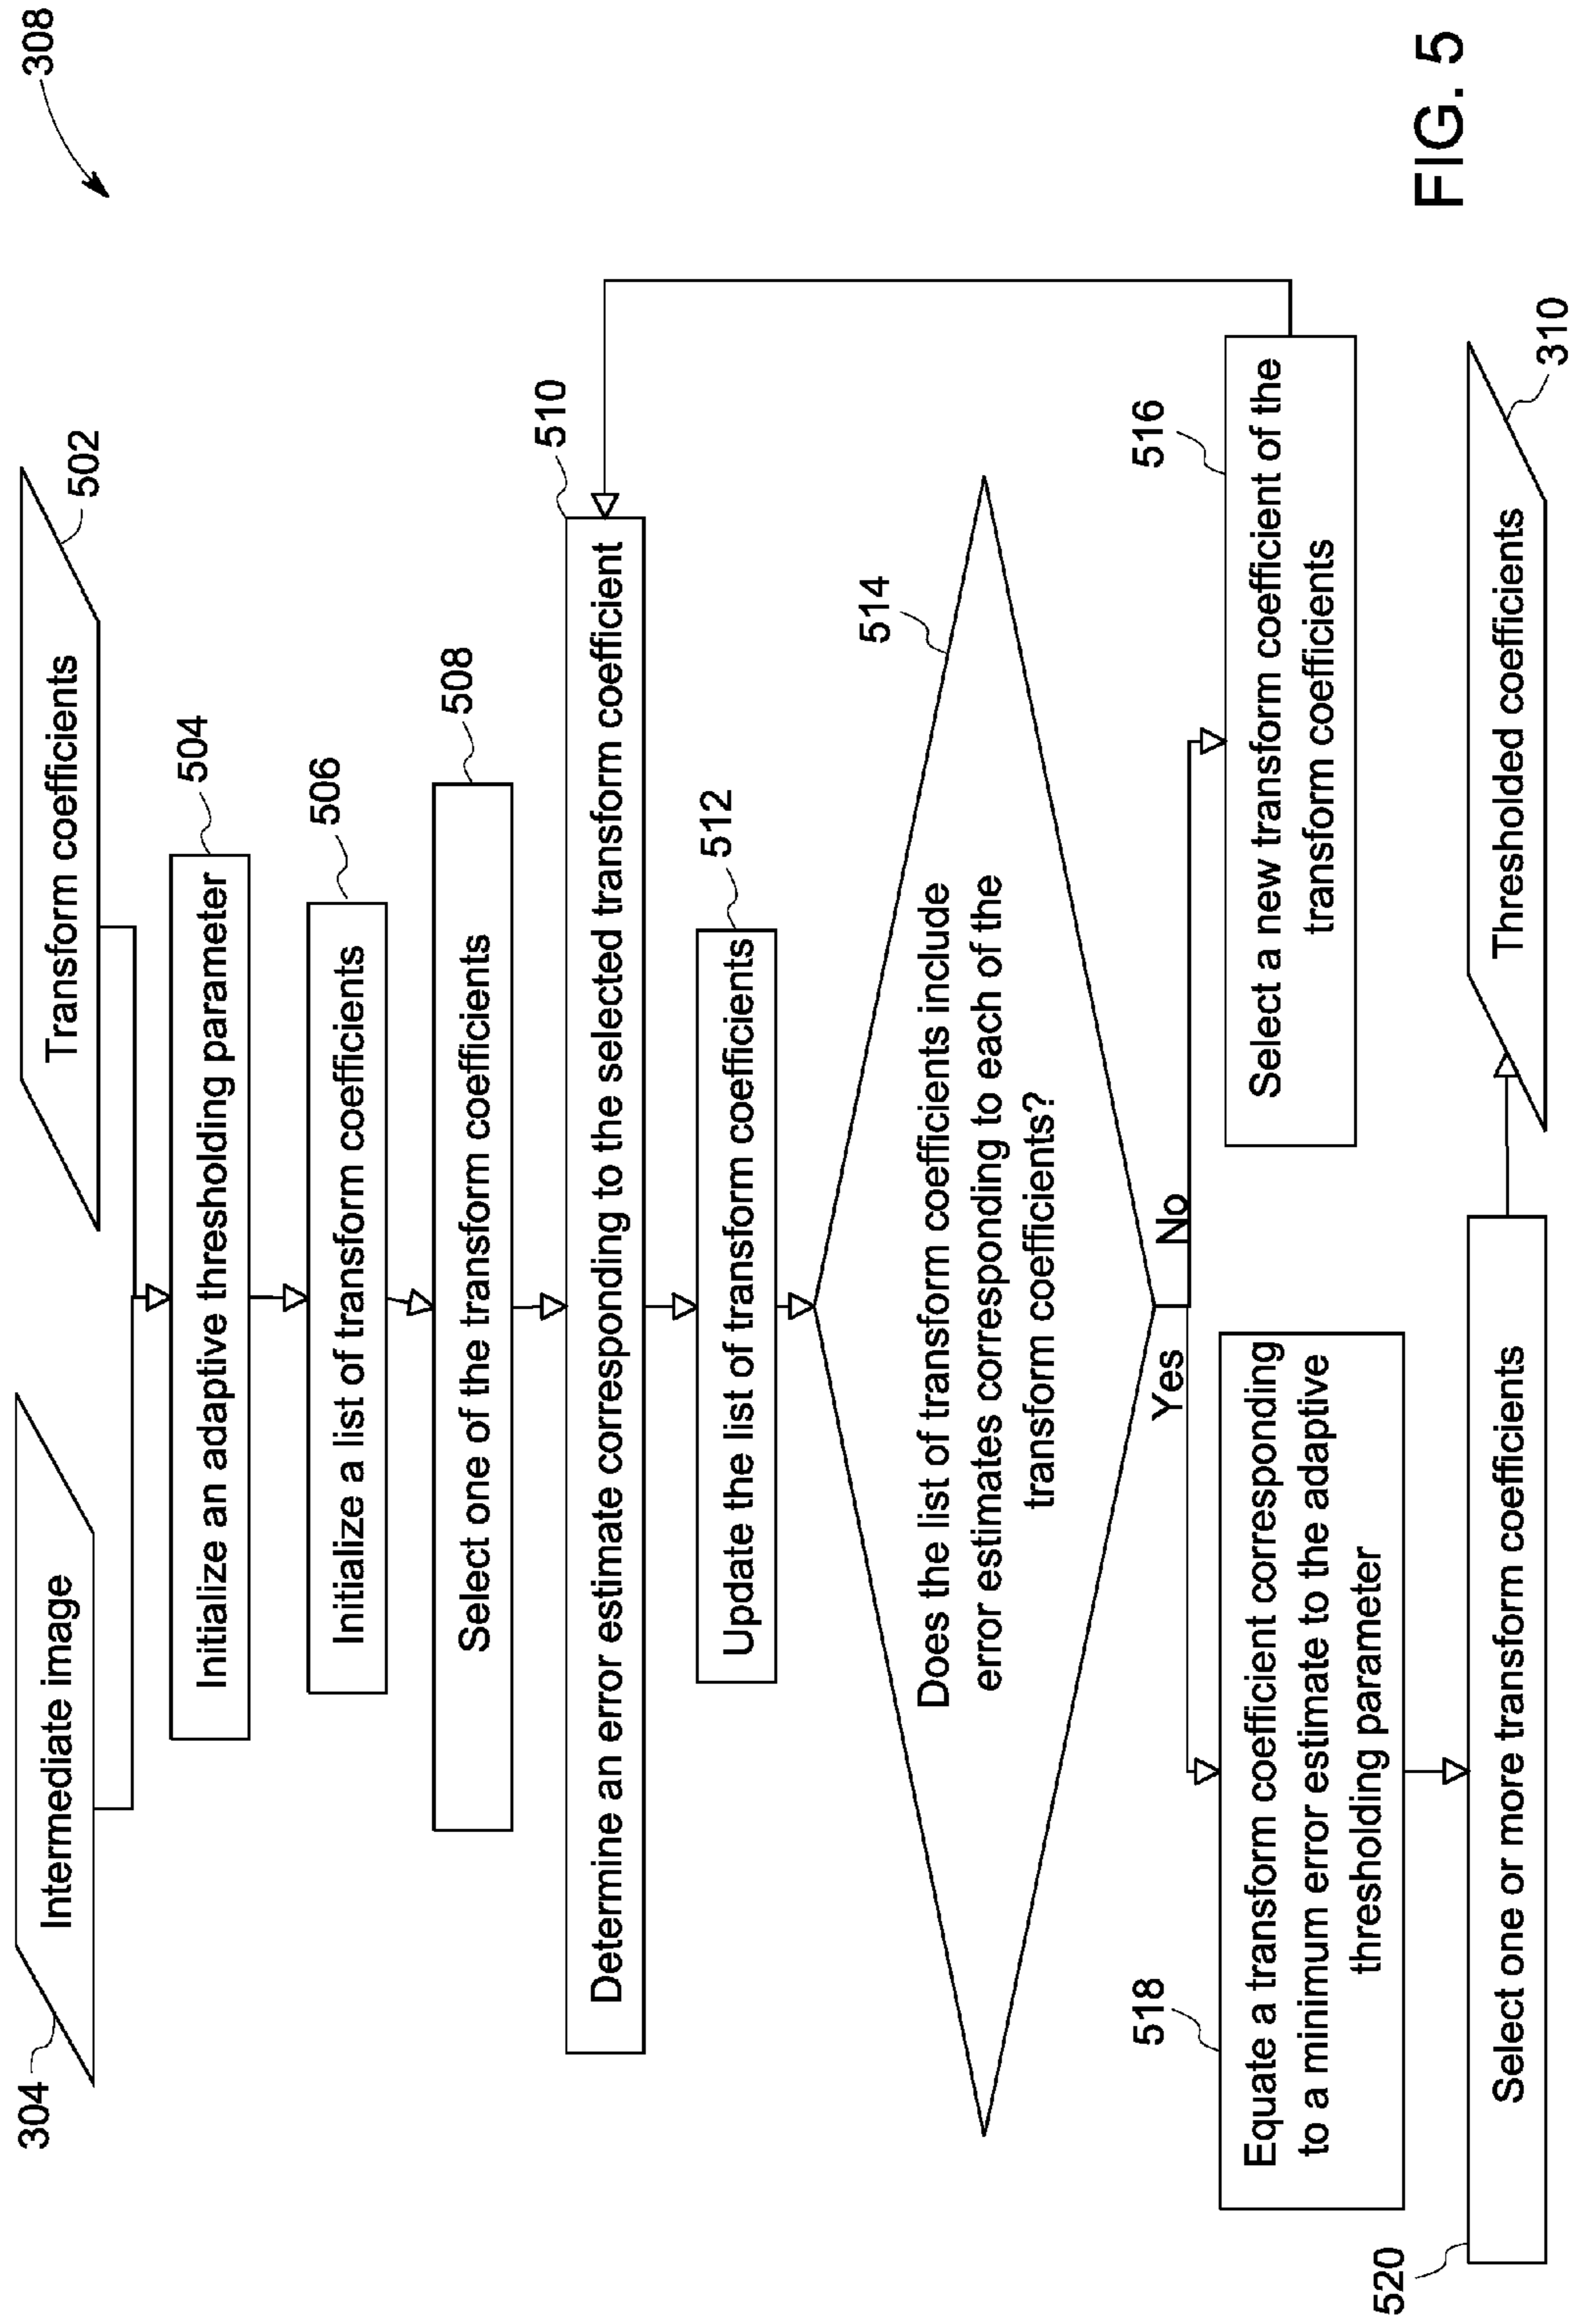 308
304
Intermediate image
Transform coefficients
502
Initialize an adaptive thresholding parameter
504
Initialize a list of transform coefficients
506
Select one of the transform coefficients
508
Determine an error estimate corresponding to the selected transform coefficient
510
Update the list of transform coefficients
512
Does the list of transform coefficients include
error estimates corresponding to each of the
transform coefficients?
514
Yes
No
518
Equate a transform coefficient corresponding
to a minimum error estimate to the adaptive
thresholding parameter
516
Select a new transform coefficient of the
transform coefficients
520
Select one or more transform coefficients
Thresholded coefficients
310
FIG. 5